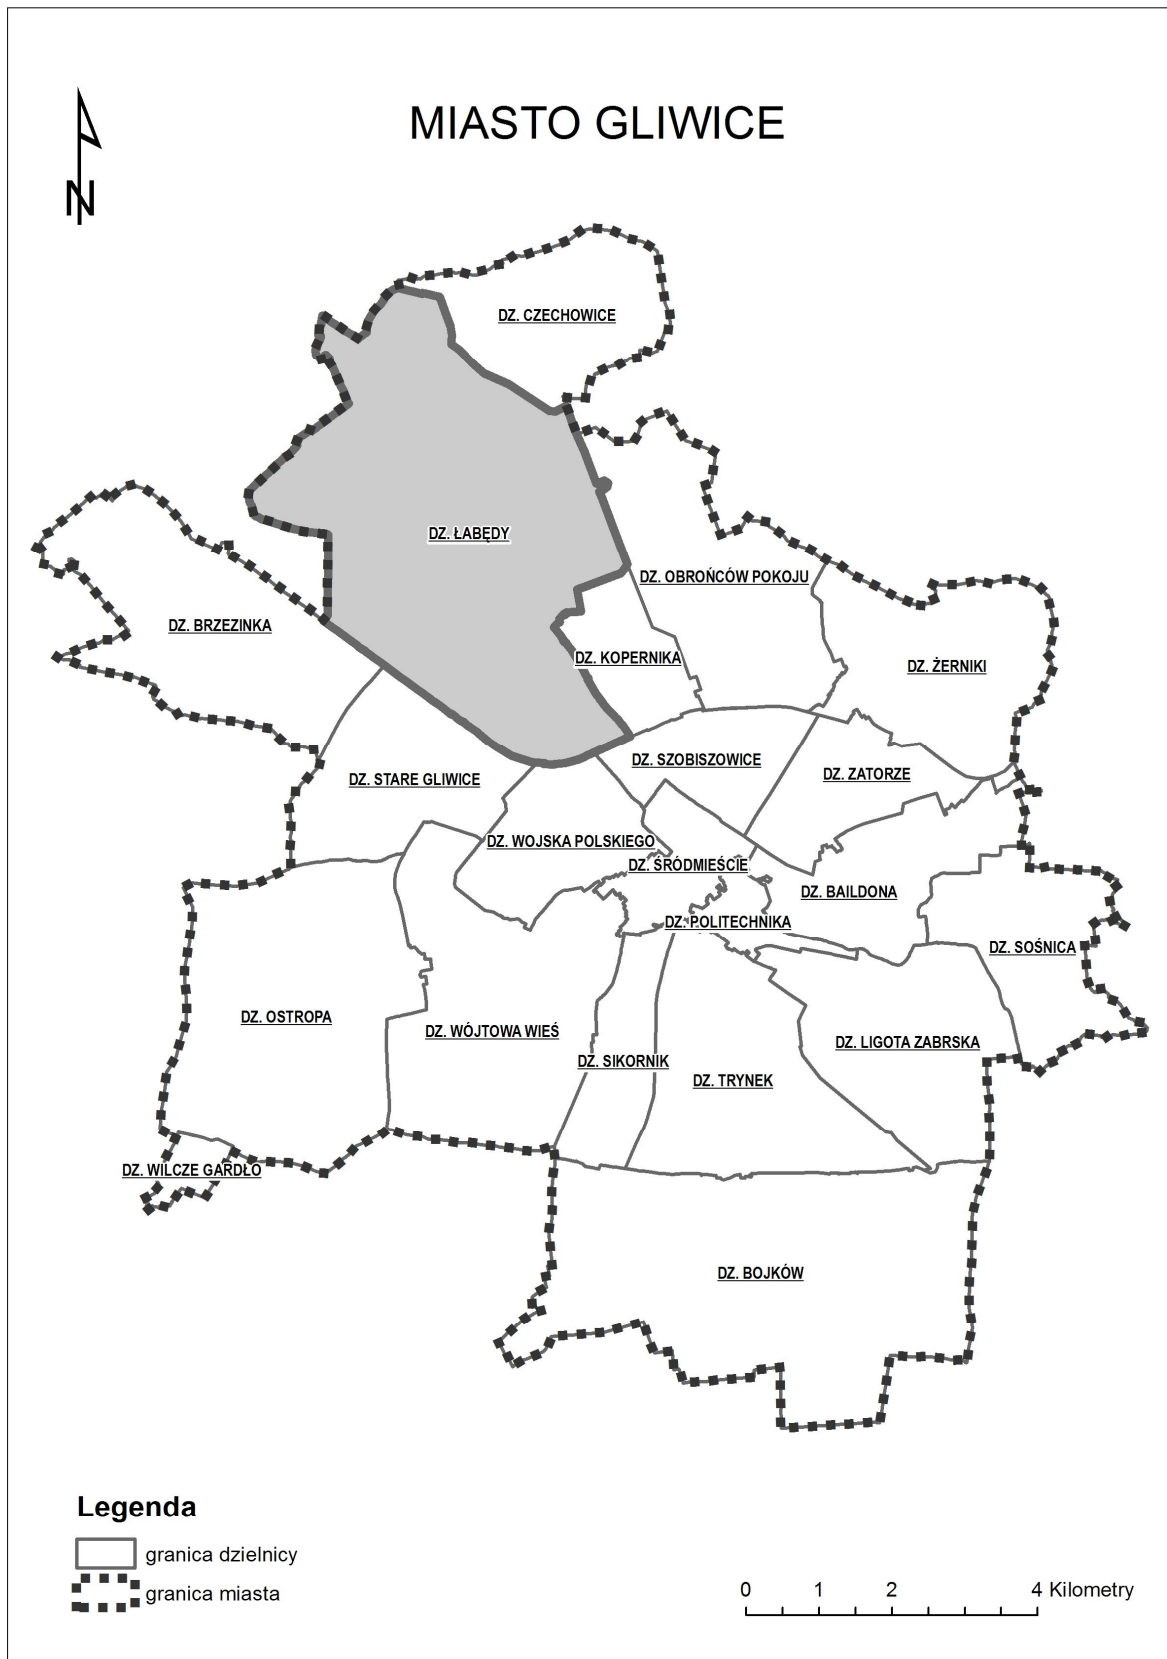 MIASTO GLIWICE
N
DZ. CZECHOWICE
DZ. ŁABĘDY
DZ. OBROŃCÓW POKOJU
DZ. BRZEZINKA
DZ. KOPERNIKA
DZ. ŻERNIKI
DZ. SZOBISZOWICE
DZ. ZATORZE
DZ. STARE GLIWICE
DZ. WOJSKA POLSKIEGO
DZ. ŚRÓDMIEŚCIE
DZ. BAILDONA
DZ. POLITECHNIKA
DZ. SOŚNICA
DZ. OSTROPA
DZ. WÓJTOWA WIEŚ
DZ. LIGOTA ZABRSKA
DZ. SIKORNIK
DZ. TRYNEK
DZ. WILCZE GARDŁO
DZ. BOJKÓW
Legenda
granica dzielnicy
granica miasta
0 1 2 4 Kilometry